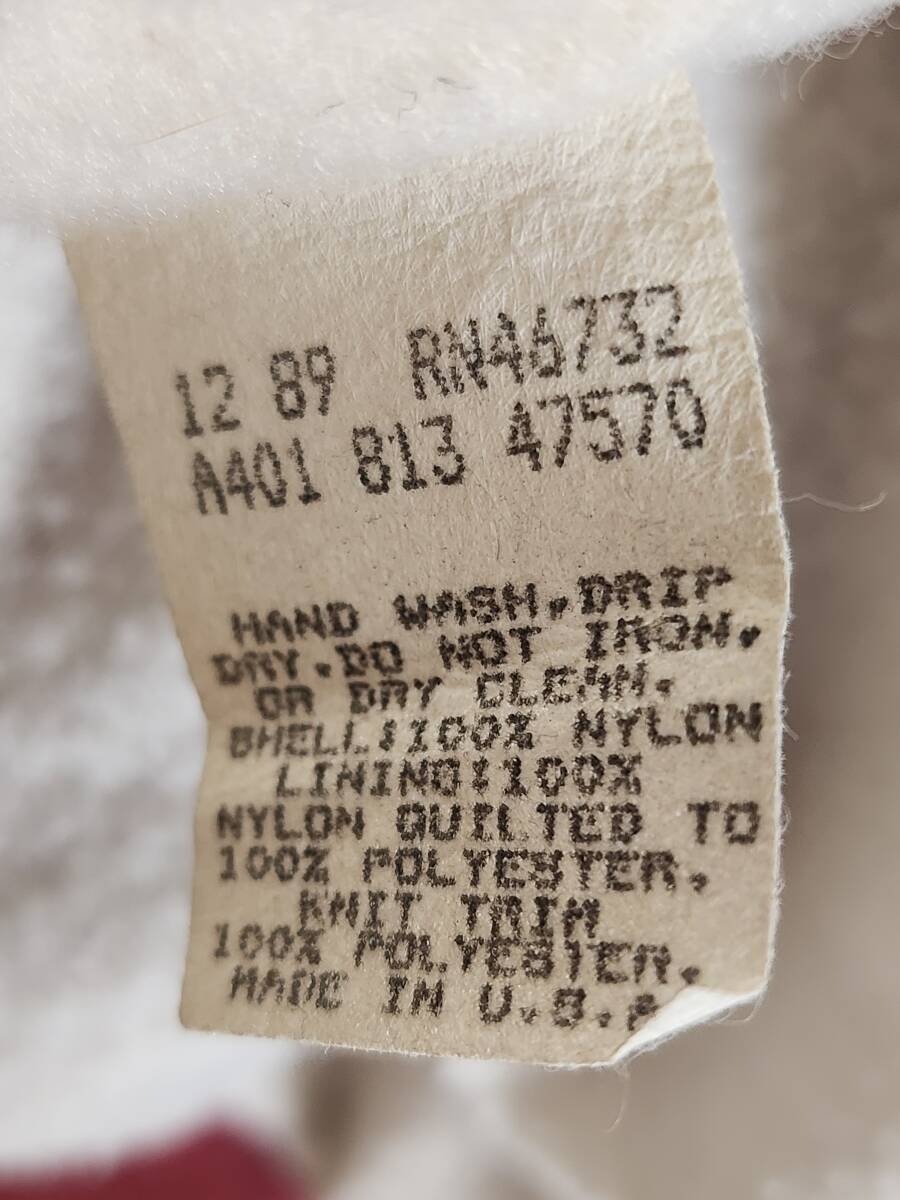 12 89 RN46732
A401 813 47570
HAND WASH,DRIP
DRY.DO NOT IRON,
OR DRY CLEAN.
SHELL:100% NYLON
LINING:100%
NYLON QUILTED TO
100% POLYESTER,
KNIT TRIM
100% POLYESTER.
MADE IN U.S.A